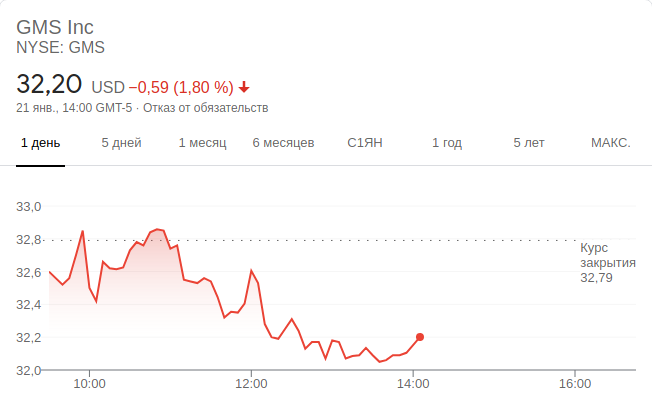 GMS Inc
NYSE: GMS
32,20 USD −0,59 (1,80 %)
21 янв., 14:00 GMT-5 · Отказ от обязательств
1 день 5 дней 1 месяц 6 месяцев С1ЯН 1 год 5 лет МАКС.
33,0
32,8
32,6
32,4
32,2
32,0
Курс
закрытия
32,79
10:00 12:00 14:00 16:00